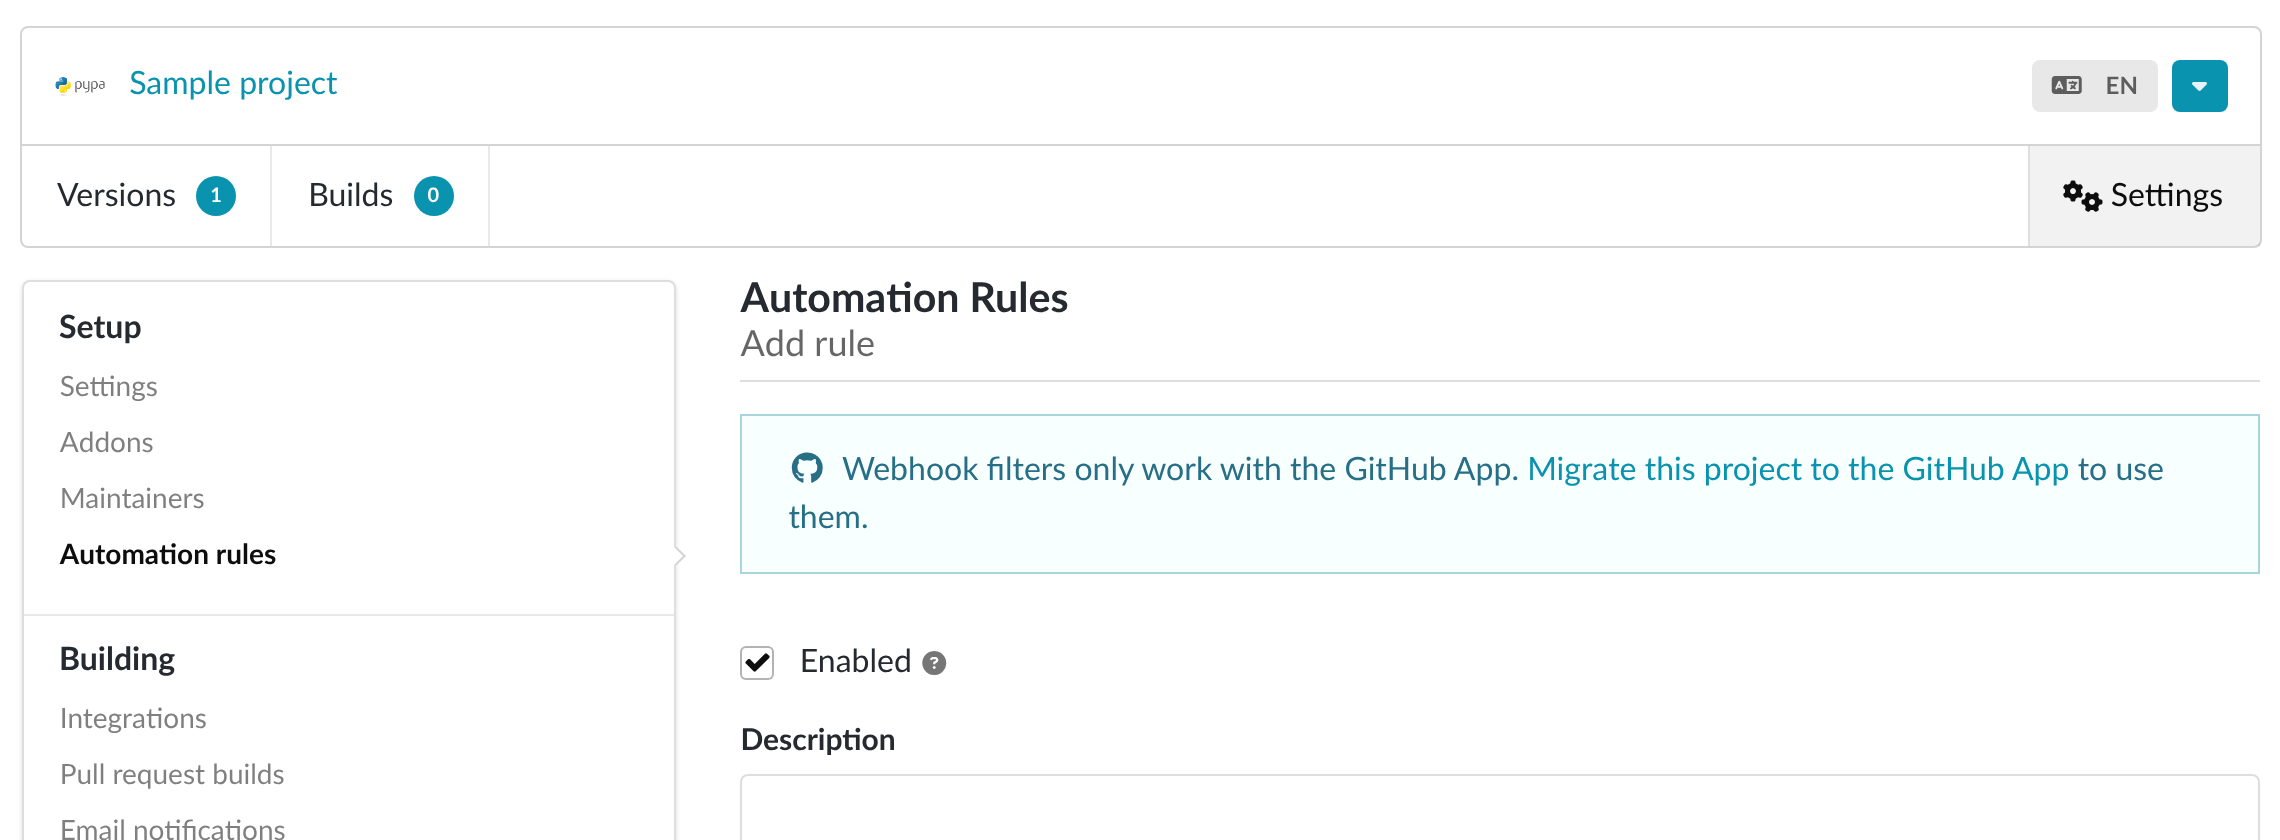 pypa Sample project
EN
Versions 1
Builds 0
Settings
Setup
Settings
Addons
Maintainers
Automation rules
Building
Integrations
Pull request builds
Email notifications
Automation Rules
Add rule
Webhook filters only work with the GitHub App. Migrate this project to the GitHub App to use
them.
Enabled ?
Description